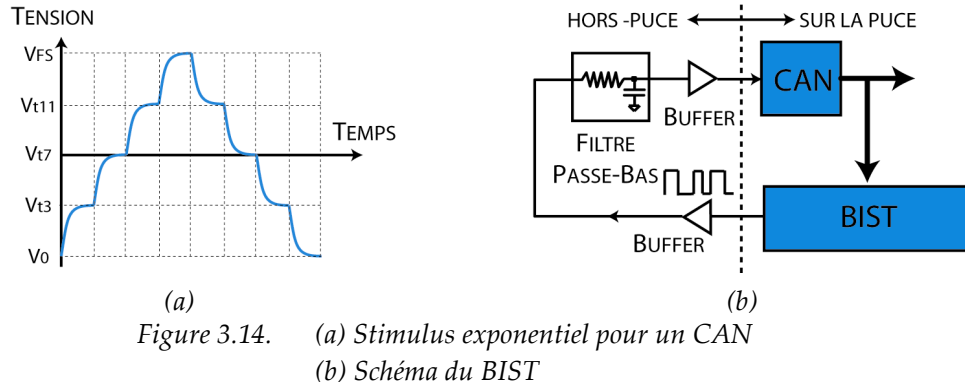 TENSION
VFS
Vt11
Vt7
Vt3
V0
TEMPS
(a)
HORS -PUCE
SUR LA PUCE
CAN
BUFFER
FILTRE
PASSE-BAS
BUFFER
BIST
(b)
Figure 3.14. (a) Stimulus exponentiel pour un CAN
(b) Schéma du BIST